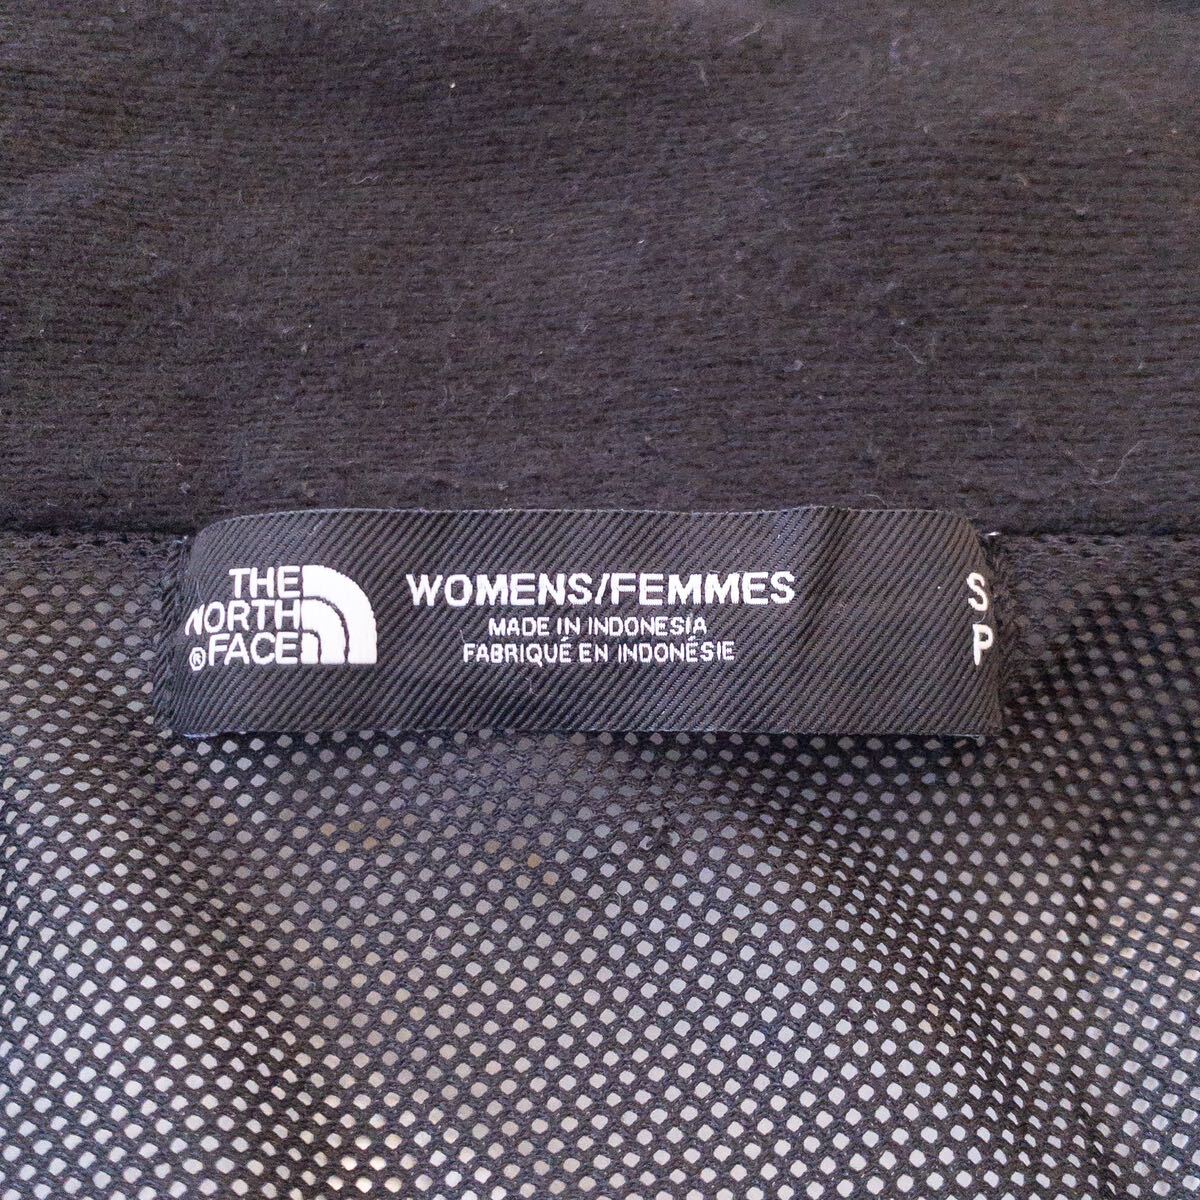 THE
NORTH
®FACE
WOMENS/FEMMES
MADE IN INDONESIA
FABRIQUÉ EN INDONÉSIE
S
P